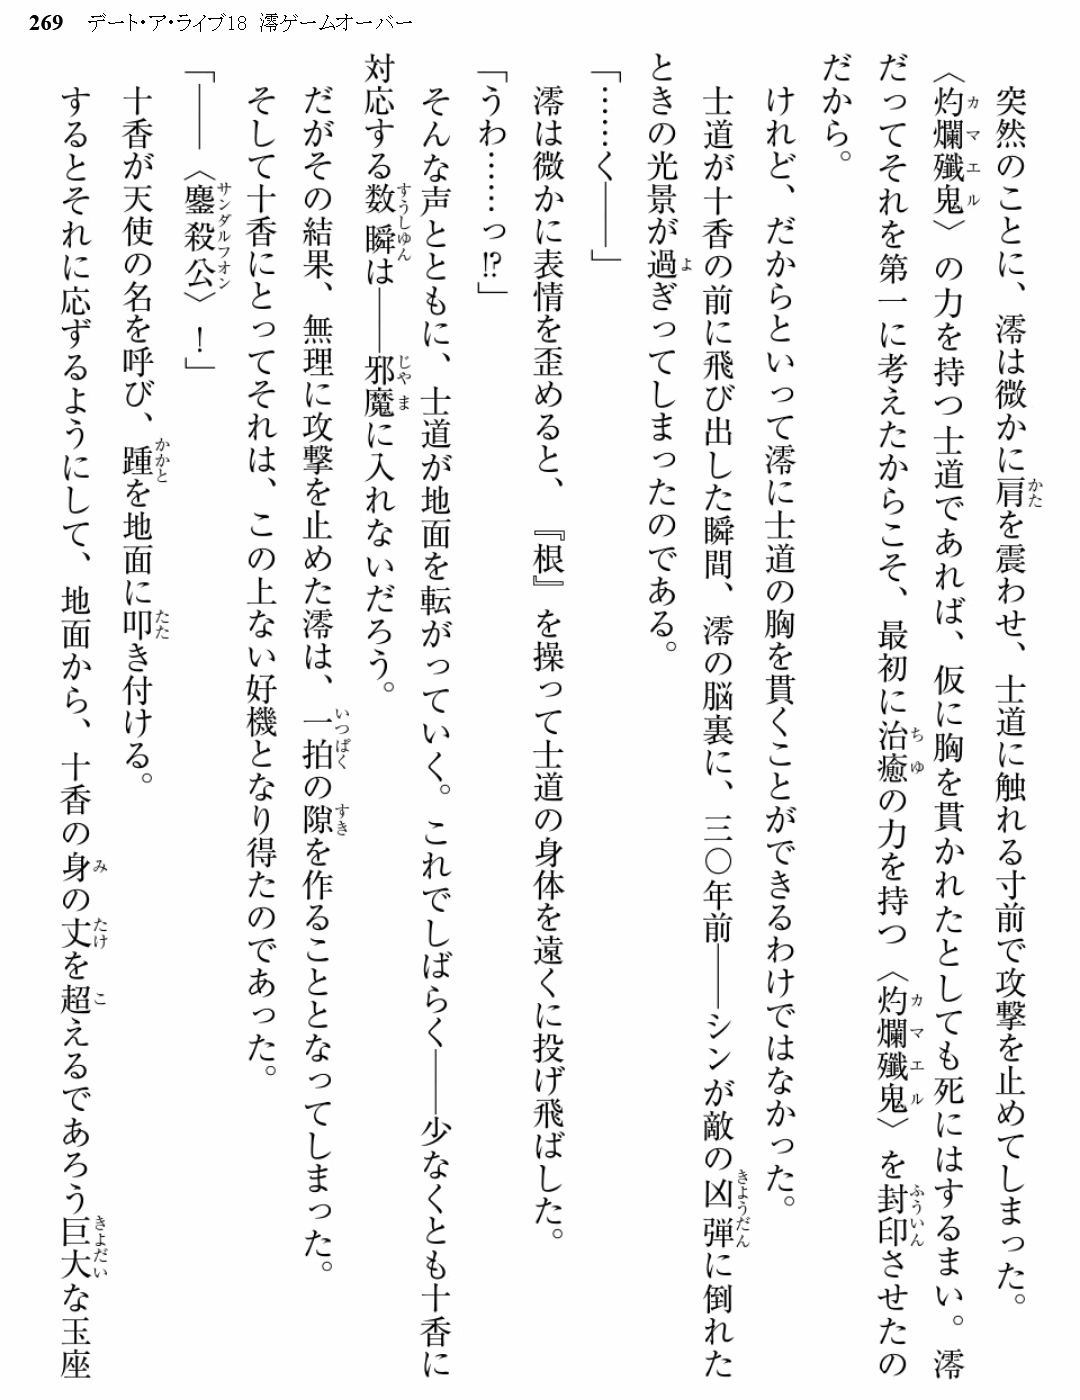 269 デート・ア・ライブ18 澪ゲームオーバー
突然のことに、澪は微かに肩を震わせ、士道に触れる寸前で攻撃を止めてしまった。
〈灼爛殲鬼〉の力を持つ士道であれば、仮に胸を貫かれたとしても死にはするまい。澪
だってそれを第一に考えたからこそ、最初に治癒の力を持つ〈灼爛殲鬼〉を封印させたの
だから。
けれど、だからといって澪に士道の胸を貫くことができるわけではなかった。
士道が十香の前に飛び出した瞬間、澪の脳裏に、三〇年前――シンが敵の凶弾に倒れた
ときの光景が過ぎってしまったのである。
「……く――」
澪は微かに表情を歪めると、『根』を操って士道の身体を遠くに投げ飛ばした。
「うわ……っ!?」
そんな声とともに、士道が地面を転がっていく。これでしばらく――少なくとも十香に
対応する数瞬は――邪魔に入れないだろう。
だがその結果、無理に攻撃を止めた澪は、一拍の隙を作ることとなってしまった。
そして十香にとってそれは、この上ない好機となり得たのであった。
「――〈鏖殺公〉!」
十香が天使の名を呼び、踵を地面に叩き付ける。
するとそれに応ずるようにして、地面から、十香の身の丈を超えるであろう巨大な玉座